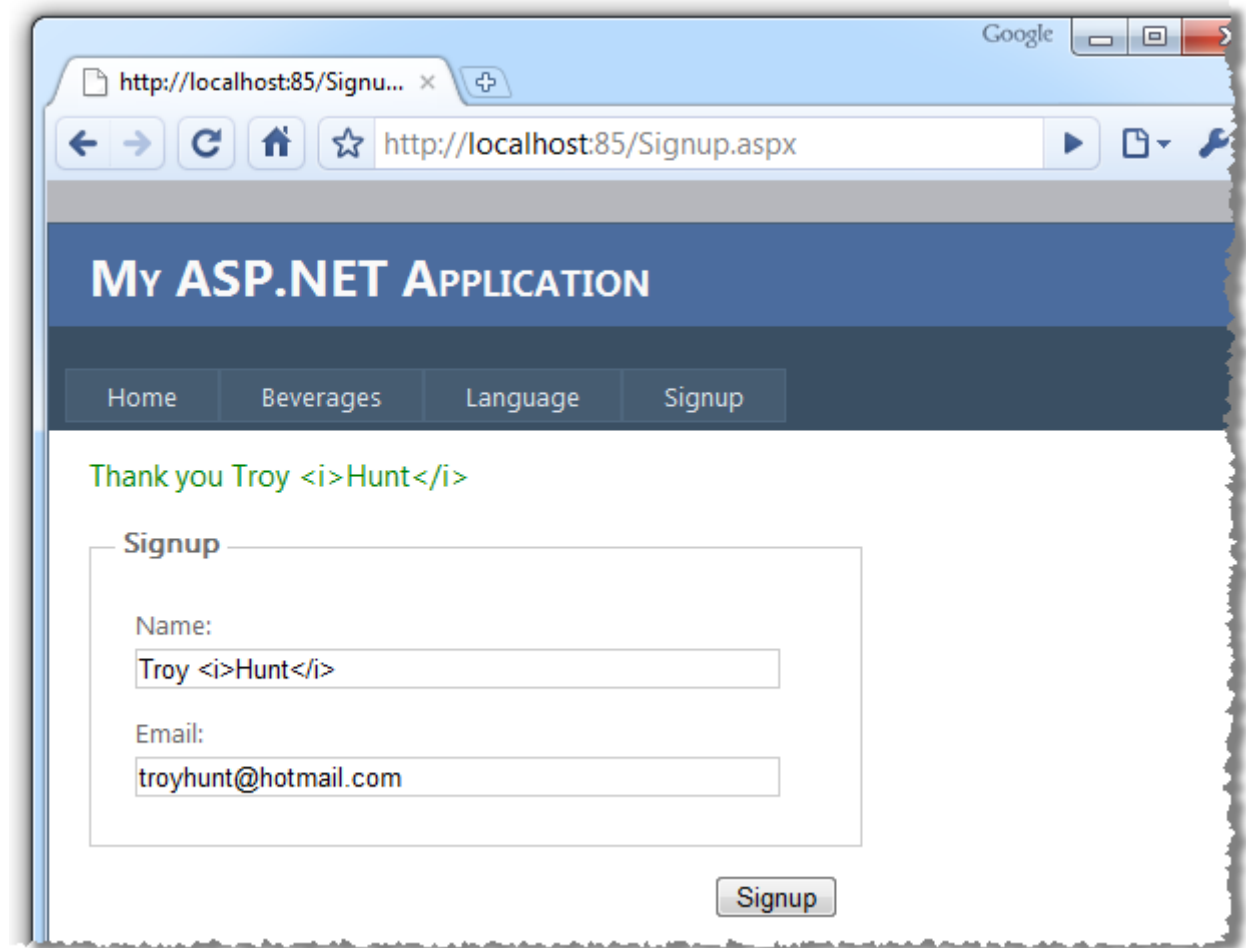 Google
http://localhost:85/Signu...
http://localhost:85/Signup.aspx
My ASP.NET Application
Home Beverages Language Signup
Thank you Troy <i>Hunt</i>
Signup
Name:
Troy <i>Hunt</i>
Email:
troyhunt@hotmail.com
Signup